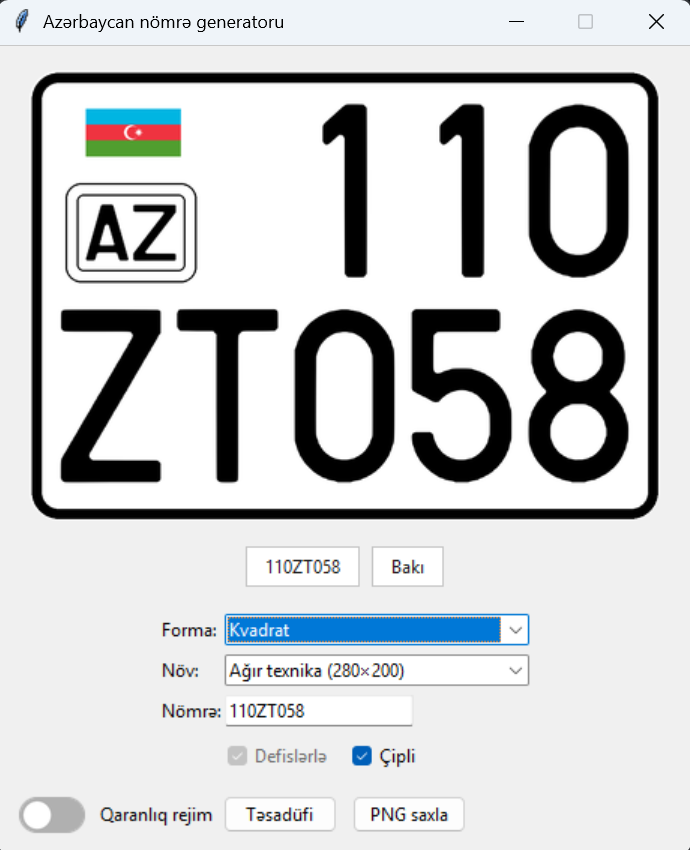 Azərbaycan nömrə generatoru
110
AZ
ZT058
110ZT058 Bakı
Forma: Kvadrat
Növ: Ağır texnika (280×200)
Nömrə: 110ZT058
Defislərlə Çipli
Qaranlıq rejim Təsadüfi PNG saxla